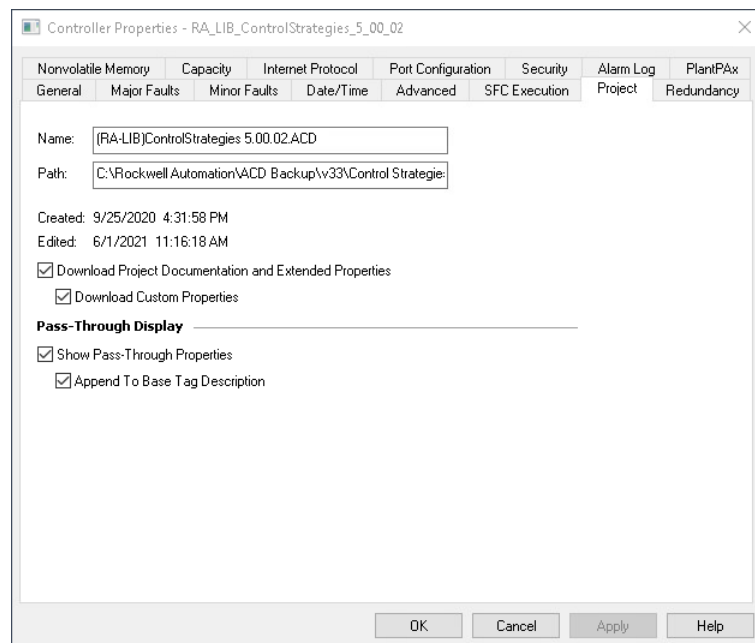 Controller Properties - RA_LIB_ControlStrategies_5_00_02
Nonvolatile Memory Capacity Internet Protocol Port Configuration Security Alarm Log PlantPAx
General Major Faults Minor Faults Date/Time Advanced SFC Execution Project Redundancy
Name: (RA-LIB)ControlStrategies 5.00.02.ACD
Path: C:\Rockwell Automation\ACD Backup\v33\Control Strategie:
Created: 9/25/2020 4:31:58 PM
Edited: 6/1/2021 11:16:18 AM
Download Project Documentation and Extended Properties
Download Custom Properties
Pass-Through Display
Show Pass-Through Properties
Append To Base Tag Description
OK Cancel Apply Help